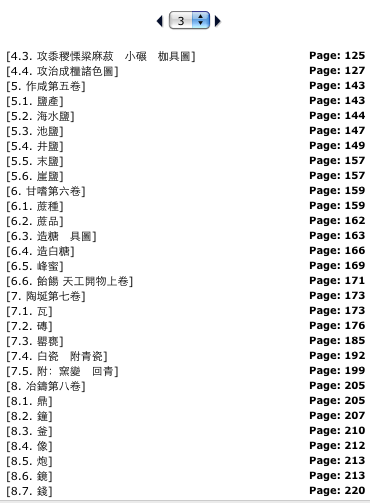 3
[4.3. 攻黍稷慄粱麻菽　小碾　枷具圖] Page: 125
[4.4. 攻治成糧諸色圖] Page: 127
[5. 作咸第五卷] Page: 143
[5.1. 鹽產] Page: 143
[5.2. 海水鹽] Page: 144
[5.3. 池鹽] Page: 147
[5.4. 井鹽] Page: 149
[5.5. 末鹽] Page: 157
[5.6. 崖鹽] Page: 157
[6. 甘嗜第六卷] Page: 159
[6.1. 蔗種] Page: 159
[6.2. 蔗品] Page: 162
[6.3. 造糖　具圖] Page: 163
[6.4. 造白糖] Page: 166
[6.5. 蜂蜜] Page: 169
[6.6. 飴餳 天工開物上卷] Page: 171
[7. 陶埏第七卷] Page: 173
[7.1. 瓦] Page: 173
[7.2. 磚] Page: 176
[7.3. 罌甕] Page: 185
[7.4. 白瓷　附青瓷] Page: 192
[7.5. 附：窯變　回青] Page: 199
[8. 冶鑄第八卷] Page: 205
[8.1. 鼎] Page: 205
[8.2. 鐘] Page: 207
[8.3. 釜] Page: 210
[8.4. 像] Page: 212
[8.5. 炮] Page: 213
[8.6. 鏡] Page: 213
[8.7. 錢] Page: 220